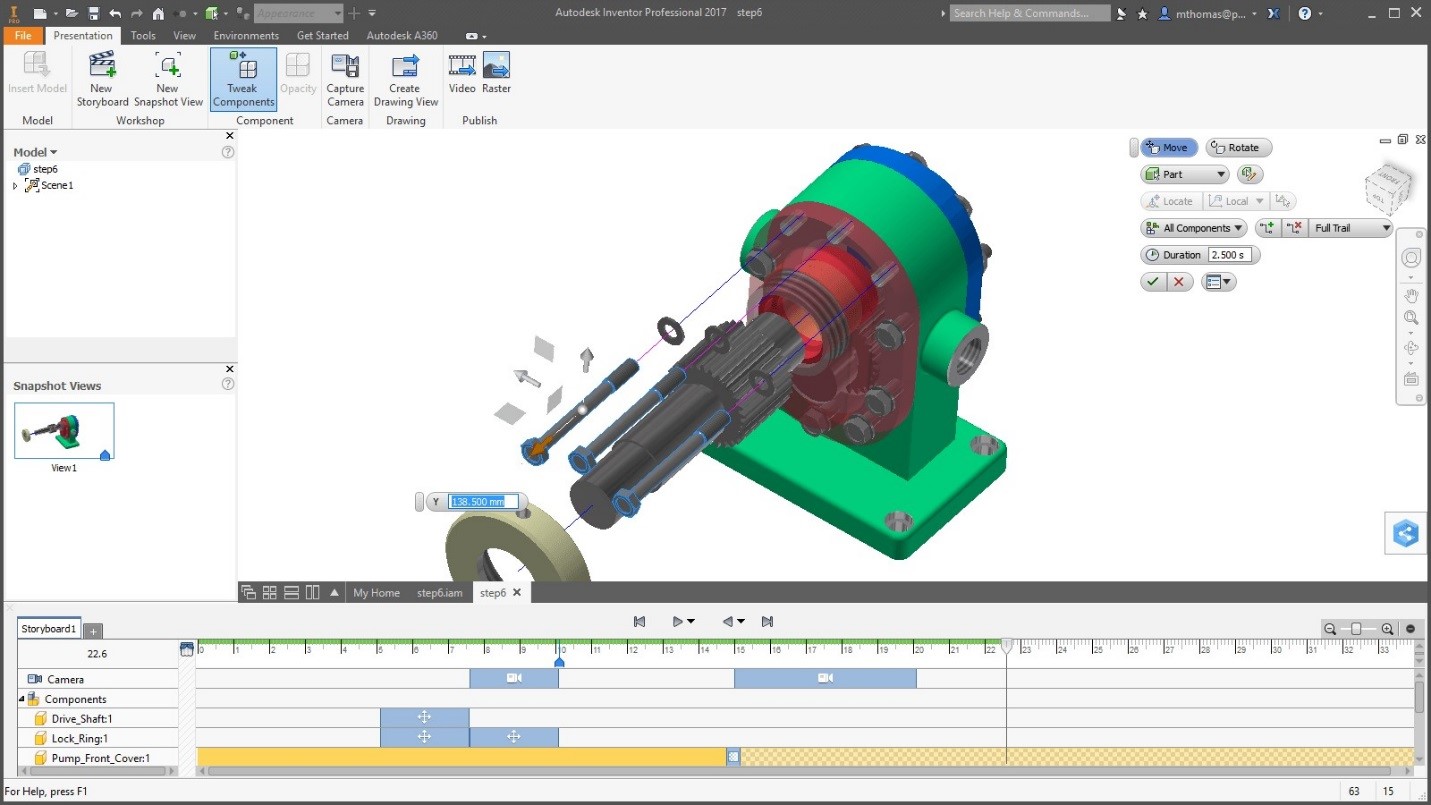 I PRO Appearance Autodesk Inventor Professional 2017 step6 Search Help & Commands... mthomas@p...
File Presentation Tools View Environments Get Started Autodesk A360
Insert Model New Storyboard New Snapshot View Tweak Components Opacity Capture Camera Create Drawing View Video Raster
Model Workshop Component Camera Drawing Publish
Model
step6
Scene1
Snapshot Views
View1
Move Rotate
Part
Locate Local
All Components Full Trail
Duration 2.500 s
FRONT
TOP
Y 138.500 mm
My Home step6.iam step6
Storyboard1
22.6 0 1 2 3 4 5 6 7 8 9 10 11 12 13 14 15 16 17 18 19 20 21 22 23 24 25 26 27 28 29 30 31 32 33
Camera
Components
Drive_Shaft:1
Lock_Ring:1
Pump_Front_Cover:1
For Help, press F1 63 15